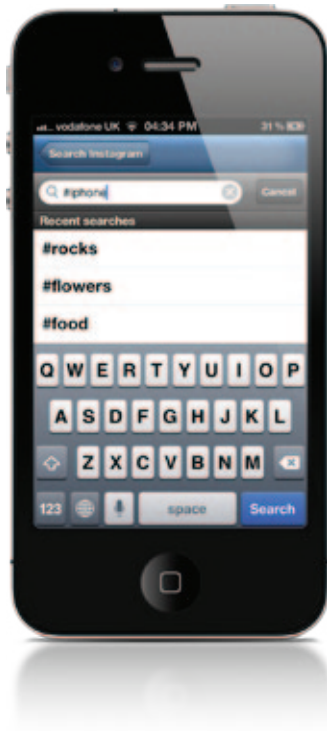 vodafone UK 04:34 PM 31%
Search Instagram
#iphone Cancel
Recent searches
#rocks
#flowers
#food
Q W E R T Y U I O P
A S D F G H J K L
Z X C V B N M
123 space Search